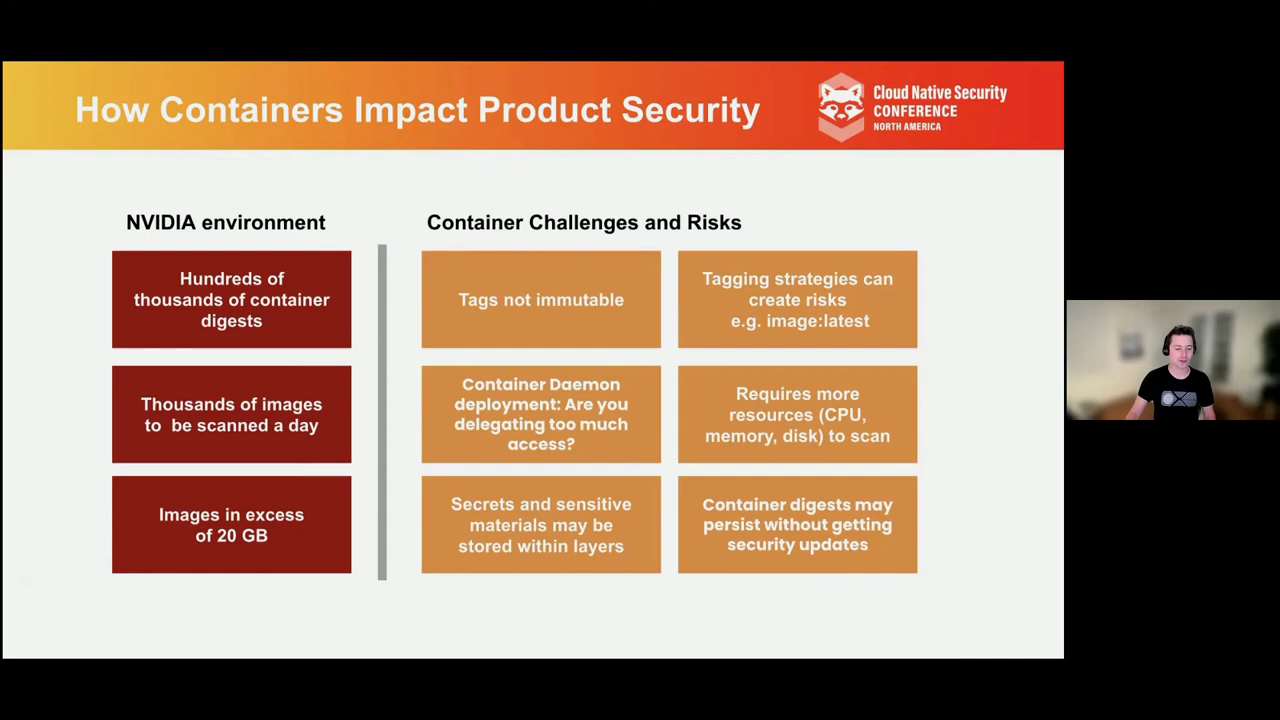 How Containers Impact Product Security
Cloud Native Security
CONFERENCE
NORTH AMERICA
NVIDIA environment
Hundreds of
thousands of container
digests
Thousands of images
to be scanned a day
Images in excess
of 20 GB
Container Challenges and Risks
Tags not immutable
Tagging strategies can
create risks
e.g. image:latest
Container Daemon
deployment: Are you
delegating too much
access?
Requires more
resources (CPU,
memory, disk) to scan
Secrets and sensitive
materials may be
stored within layers
Container digests may
persist without getting
security updates